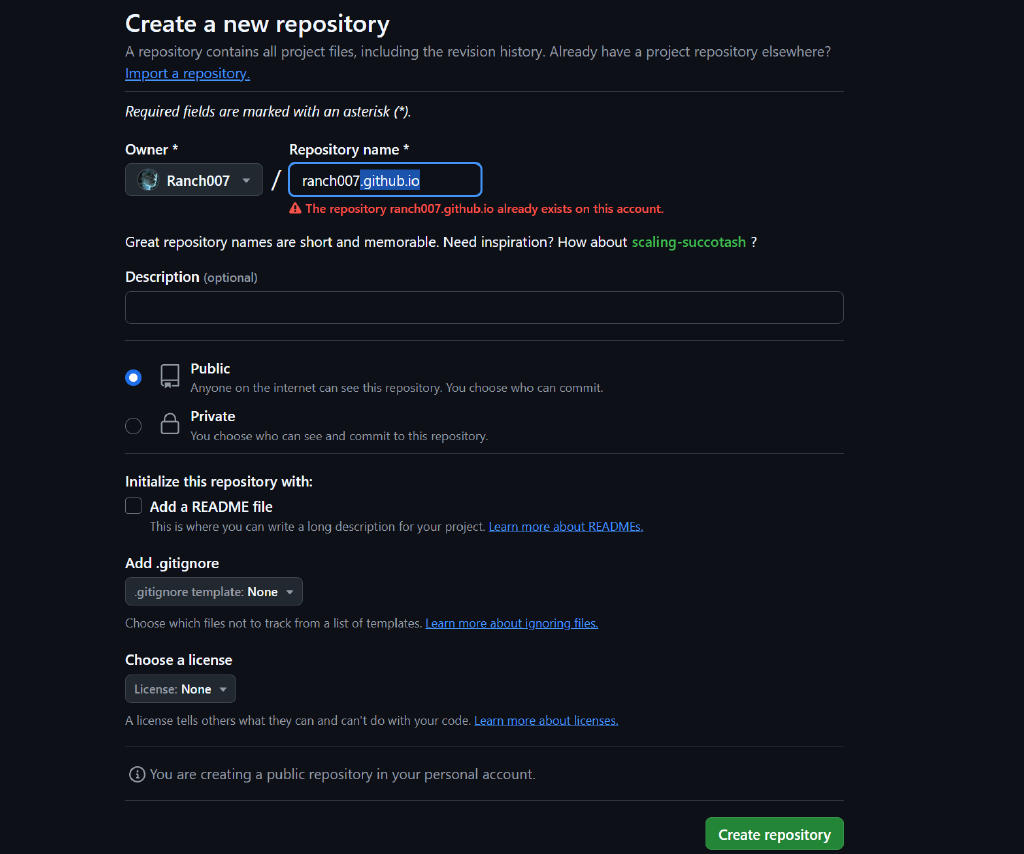 Create a new repository
A repository contains all project files, including the revision history. Already have a project repository elsewhere?
Import a repository.
Required fields are marked with an asterisk (*).
Owner *
Repository name *
Ranch007
/
ranch007.github.io
The repository ranch007.github.io already exists on this account.
Great repository names are short and memorable. Need inspiration? How about scaling-succotash ?
Description (optional)
Public
Anyone on the internet can see this repository. You choose who can commit.
Private
You choose who can see and commit to this repository.
Initialize this repository with:
Add a README file
This is where you can write a long description for your project. Learn more about READMEs.
Add .gitignore
.gitignore template: None
Choose which files not to track from a list of templates. Learn more about ignoring files.
Choose a license
License: None
A license tells others what they can and can't do with your code. Learn more about licenses.
You are creating a public repository in your personal account.
Create repository